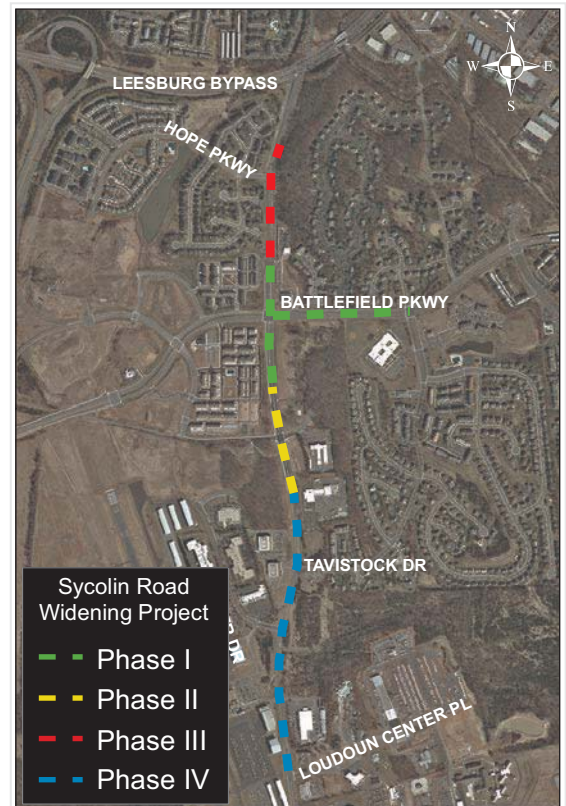 N
W E
S
LEESBURG BYPASS
HOPE PKWY
BATTLEFIELD PKWY
TAVISTOCK DR
Sycolin Road
Widening Project
Phase I
Phase II
Phase III
Phase IV
DR
LOUDOUN CENTER PL